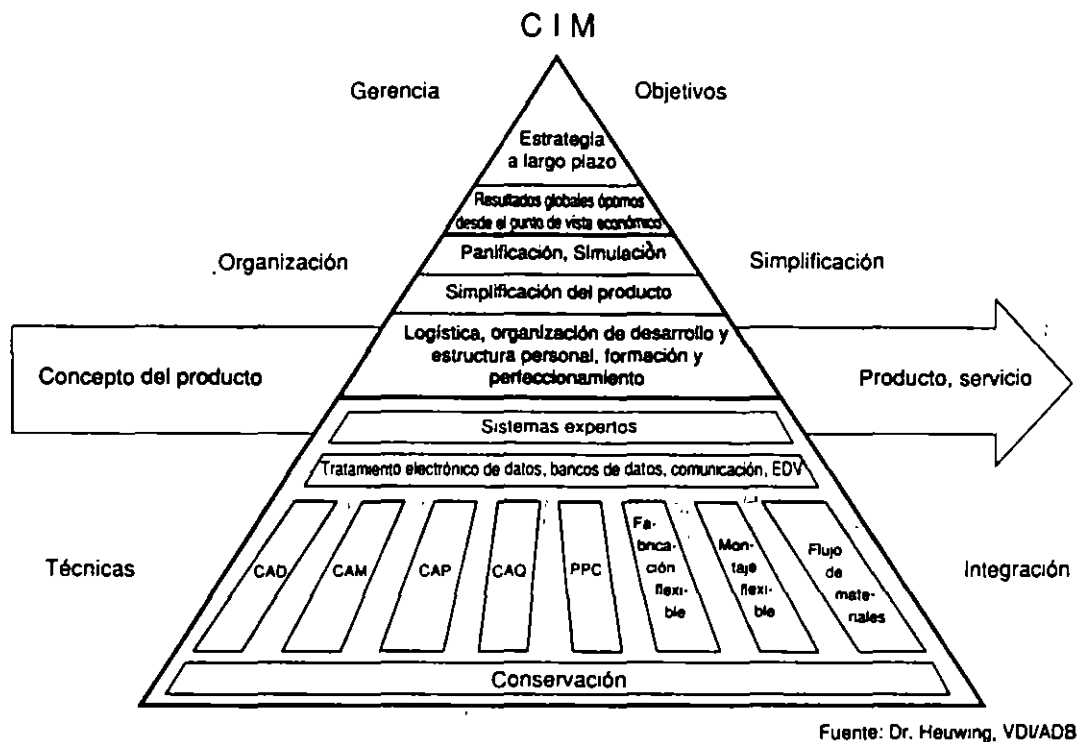 C I M
Gerencia
Objetivos
Estrategia
a largo plazo
Resultados globales óptimos
desde el punto de vista económico
Organización
Panificación, Simulación
Simplificación
Simplificación del producto
Logística, organización de desarrollo y
estructura personal, formación y
perfeccionamiento
Concepto del producto
Producto, servicio
Sistemas expertos
Tratamiento electrónico de datos, bancos de datos, comunicación, EDV
Técnicas
CAD
CAM
CAP
CAQ
PPC
Fa-
brica-
ción
flexi-
ble
Mon-
taje
flexi-
ble
Flujo
de
mate-
riales
Integración
Conservación
Fuente: Dr. Heuwing, VDI/ADB